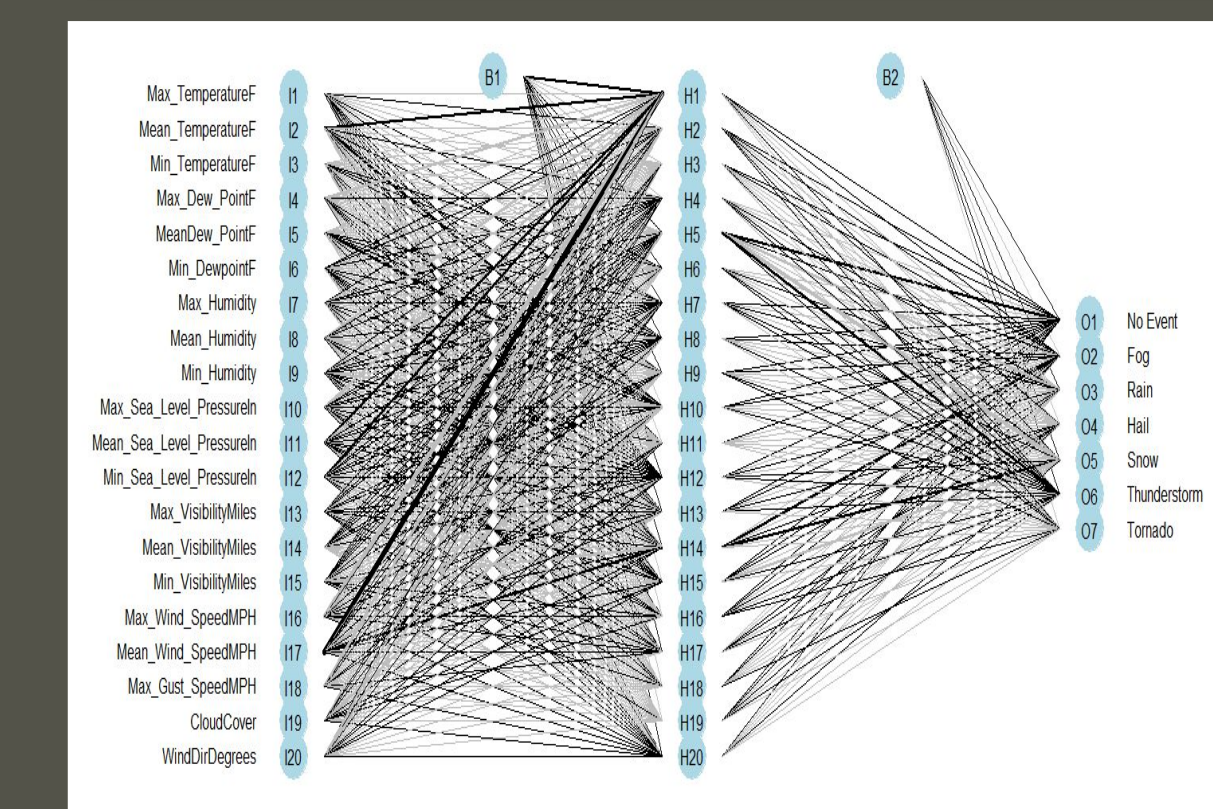 B1
B2
Max_TemperatureF I1 H1
Mean_TemperatureF I2 H2
Min_TemperatureF I3 H3
Max_Dew_PointF I4 H4
MeanDew_PointF I5 H5
Min_DewpointF I6 H6
Max_Humidity I7 H7
O1 No Event
Mean_Humidity I8 H8
O2 Fog
Min_Humidity I9 H9
O3 Rain
Max_Sea_Level_PressureIn I10 H10
O4 Hail
Mean_Sea_Level_PressureIn I11 H11
O5 Snow
Min_Sea_Level_PressureIn I12 H12
O6 Thunderstorm
Max_VisibilityMiles I13 H13
O7 Tornado
Mean_VisibilityMiles I14 H14
Min_VisibilityMiles I15 H15
Max_Wind_SpeedMPH I16 H16
Mean_Wind_SpeedMPH I17 H17
Max_Gust_SpeedMPH I18 H18
CloudCover I19 H19
WindDirDegrees I20 H20